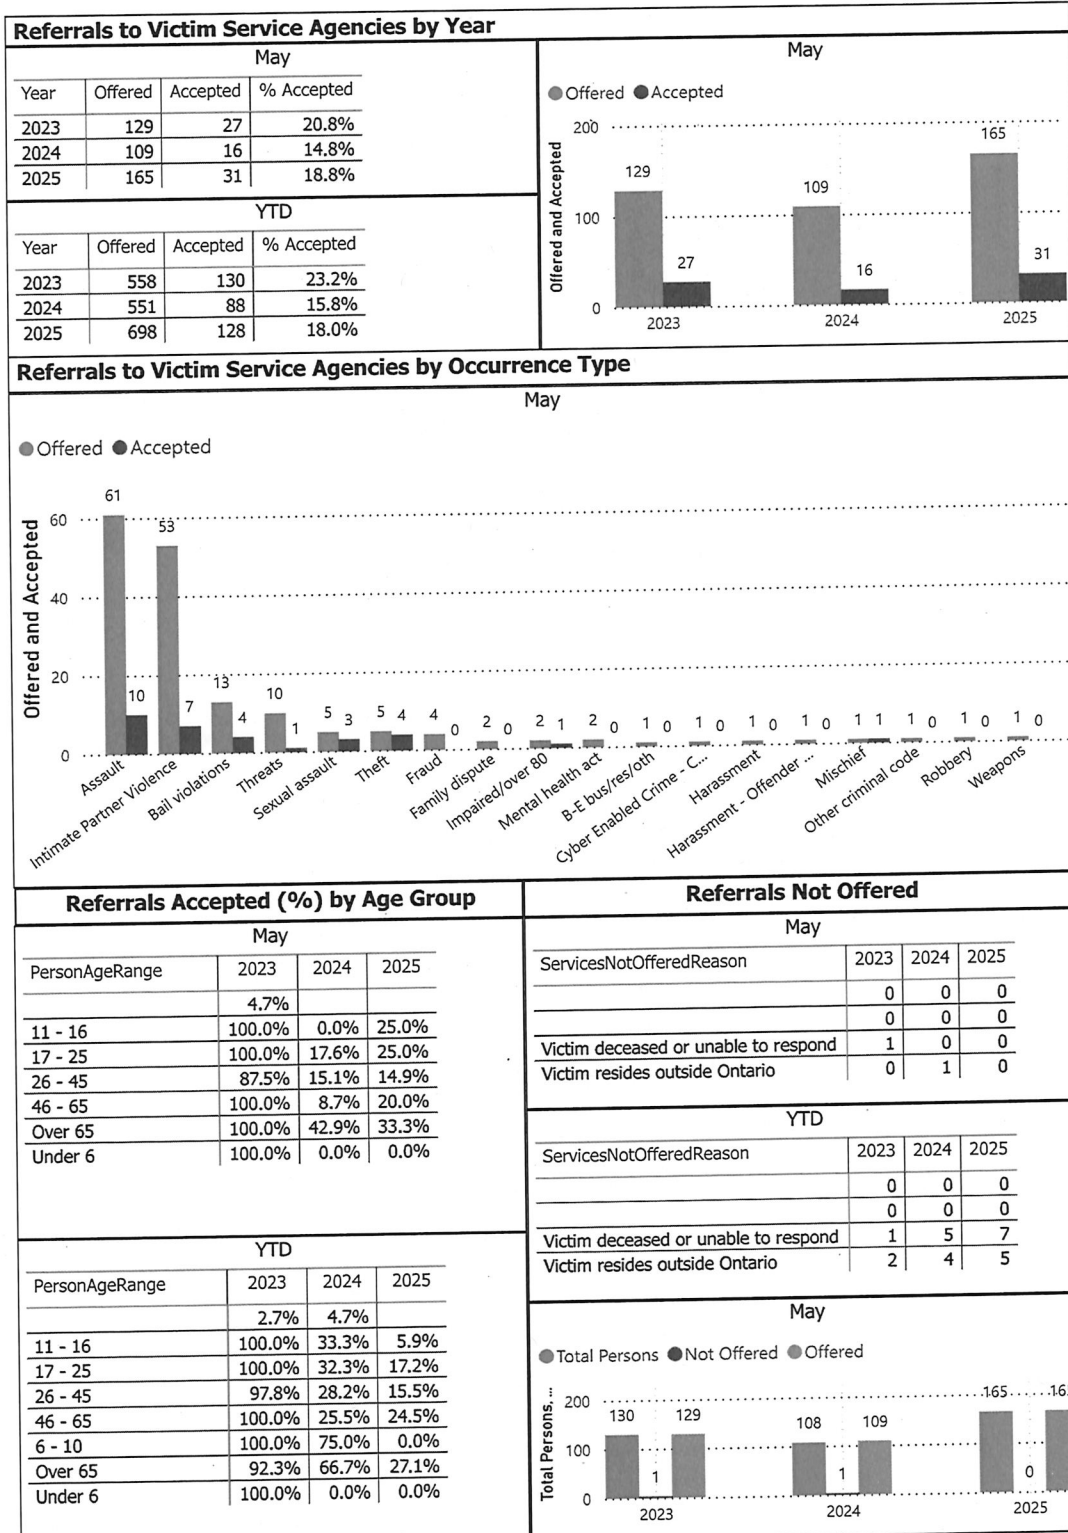 Referrals to Victim Service Agencies by Year
May
Year Offered Accepted % Accepted
2023 129 27 20.8%
2024 109 16 14.8%
2025 165 31 18.8%
YTD
Year Offered Accepted % Accepted
2023 558 130 23.2%
2024 551 88 15.8%
2025 698 128 18.0%
May
Offered Accepted
Offered and Accepted
200
100
0
129 27
109 16
165 31
2023 2024 2025
Referrals to Victim Service Agencies by Occurrence Type
May
Offered Accepted
Offered and Accepted
60
40
20
0
61 10 53 7 13 4 10 1 5 3 5 4 4 0 2 0 2 1 2 0 1 0 1 0 1 0 1 0 1 1 1 0 1 0 1 0
Assault
Intimate Partner Violence
Bail violations
Threats
Sexual assault
Theft
Fraud
Family dispute
Impaired/over 80
Mental health act
B-E bus/res/oth
Cyber Enabled Crime - C...
Harassment
Harassment - Offender ...
Mischief
Other criminal code
Robbery
Weapons
Referrals Accepted (%) by Age Group
May
PersonAgeRange 2023 2024 2025
4.7%
11 - 16 100.0% 0.0% 25.0%
17 - 25 100.0% 17.6% 25.0%
26 - 45 87.5% 15.1% 14.9%
46 - 65 100.0% 8.7% 20.0%
Over 65 100.0% 42.9% 33.3%
Under 6 100.0% 0.0% 0.0%
YTD
PersonAgeRange 2023 2024 2025
2.7% 4.7%
11 - 16 100.0% 33.3% 5.9%
17 - 25 100.0% 32.3% 17.2%
26 - 45 97.8% 28.2% 15.5%
46 - 65 100.0% 25.5% 24.5%
6 - 10 100.0% 75.0% 0.0%
Over 65 92.3% 66.7% 27.1%
Under 6 100.0% 0.0% 0.0%
Referrals Not Offered
May
ServicesNotOfferedReason 2023 2024 2025
0 0 0
0 0 0
Victim deceased or unable to respond 1 0 0
Victim resides outside Ontario 0 1 0
YTD
ServicesNotOfferedReason 2023 2024 2025
0 0 0
0 0 0
Victim deceased or unable to respond 1 5 7
Victim resides outside Ontario 2 4 5
May
Total Persons Not Offered Offered
Total Persons, ...
200
100
0
130 1 129
108 1 109
165 0
2023 2024 2025